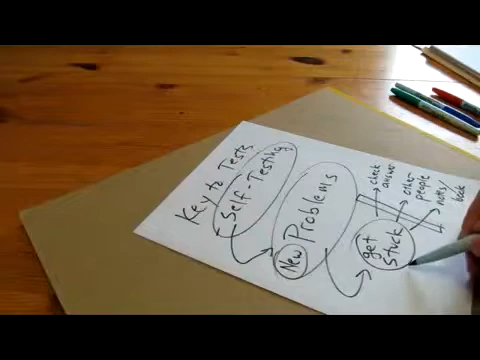 Key to Tests
Self-Testing
New Problems
get
stuck
check
answer
other
people
notes/
book